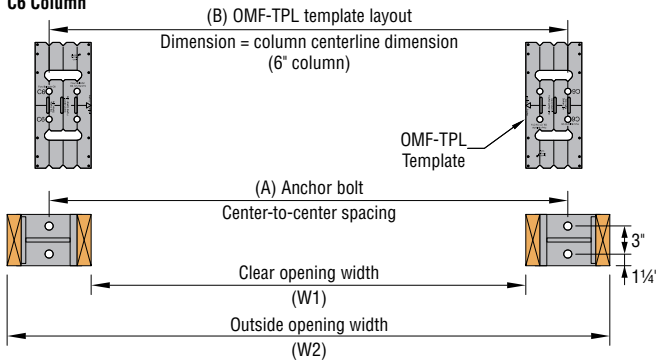 C6 Column
(B) OMF-TPL template layout
Dimension = column centerline dimension
(6" column)
OMF-TPL
Template
(A) Anchor bolt
Center-to-center spacing
3"
1¼"
Clear opening width
(W1)
Outside opening width
(W2)